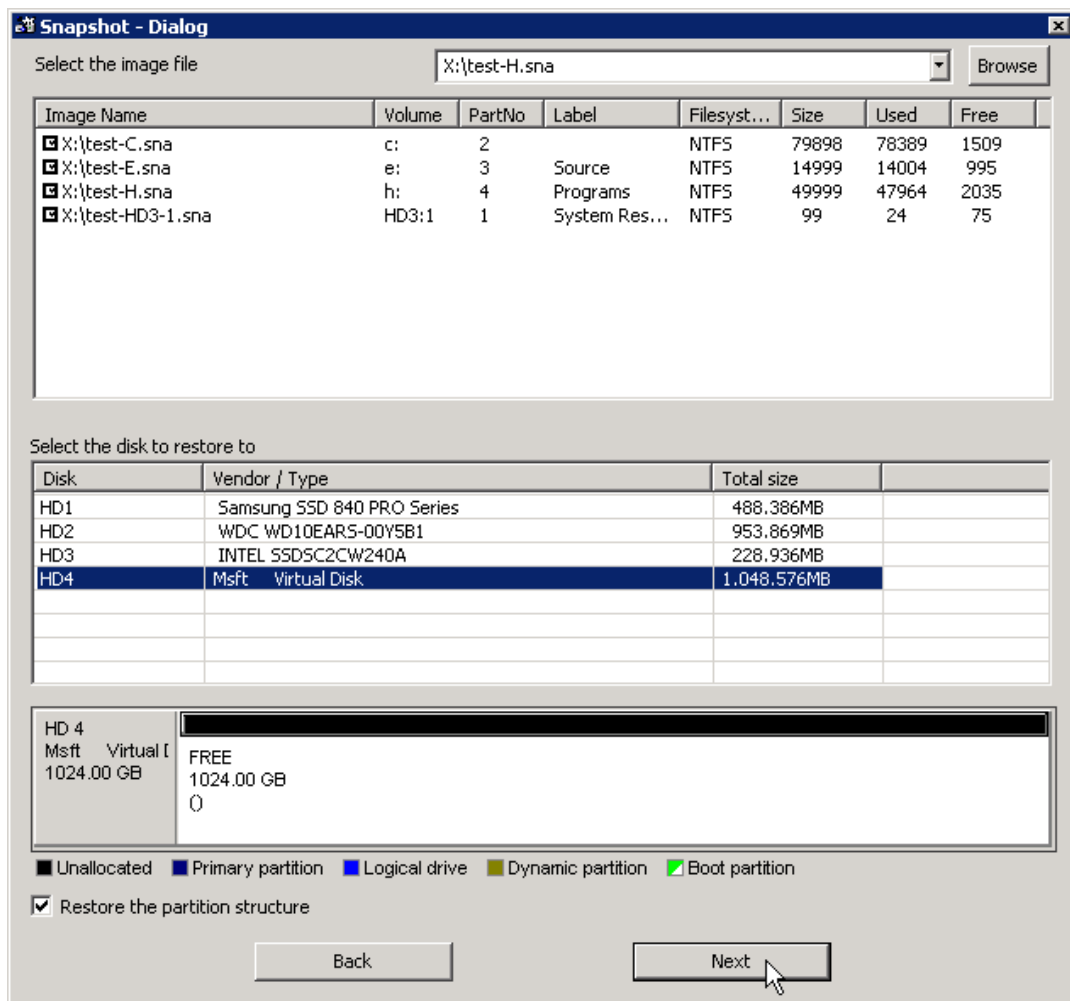 Snapshot - Dialog
Select the image file X:\test-H.sna Browse
Image Name Volume PartNo Label Filesyst... Size Used Free
X:\test-C.sna c: 2 NTFS 79898 78389 1509
X:\test-E.sna e: 3 Source NTFS 14999 14004 995
X:\test-H.sna h: 4 Programs NTFS 49999 47964 2035
X:\test-HD3-1.sna HD3:1 1 System Res... NTFS 99 24 75
Select the disk to restore to
Disk Vendor / Type Total size
HD1 Samsung SSD 840 PRO Series 488.386MB
HD2 WDC WD10EARS-00Y5B1 953.869MB
HD3 INTEL SSDSC2CW240A 228.936MB
HD4 Msft Virtual Disk 1.048.576MB
HD 4
Msft Virtual [
1024.00 GB
FREE
1024.00 GB
()
Unallocated Primary partition Logical drive Dynamic partition Boot partition
Restore the partition structure
Back Next